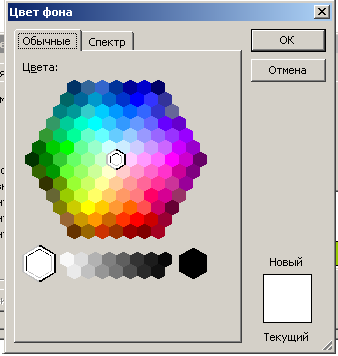 Цвет фона
Обычные
Спектр
OK
Цвета:
Отмена
Новый
Текущий